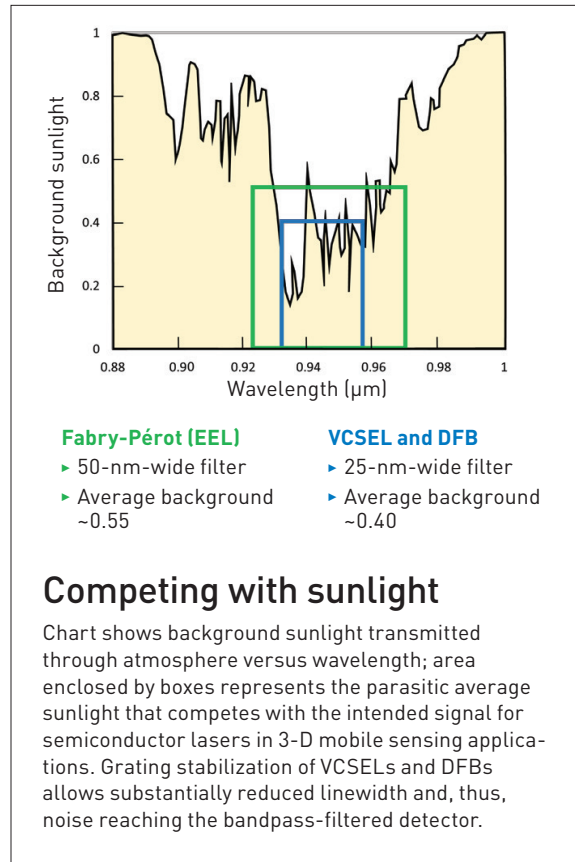 1
0.8
0.6
0.4
0.2
0
Background sunlight
0.88 0.90 0.92 0.94 0.96 0.98 1
Wavelength (µm)
Fabry-Pérot (EEL)
▸ 50-nm-wide filter
▸ Average background
~0.55
VCSEL and DFB
▸ 25-nm-wide filter
▸ Average background
~0.40
Competing with sunlight
Chart shows background sunlight transmitted
through atmosphere versus wavelength; area
enclosed by boxes represents the parasitic average
sunlight that competes with the intended signal for
semiconductor lasers in 3-D mobile sensing applica-
tions. Grating stabilization of VCSELs and DFBs
allows substantially reduced linewidth and, thus,
noise reaching the bandpass-filtered detector.